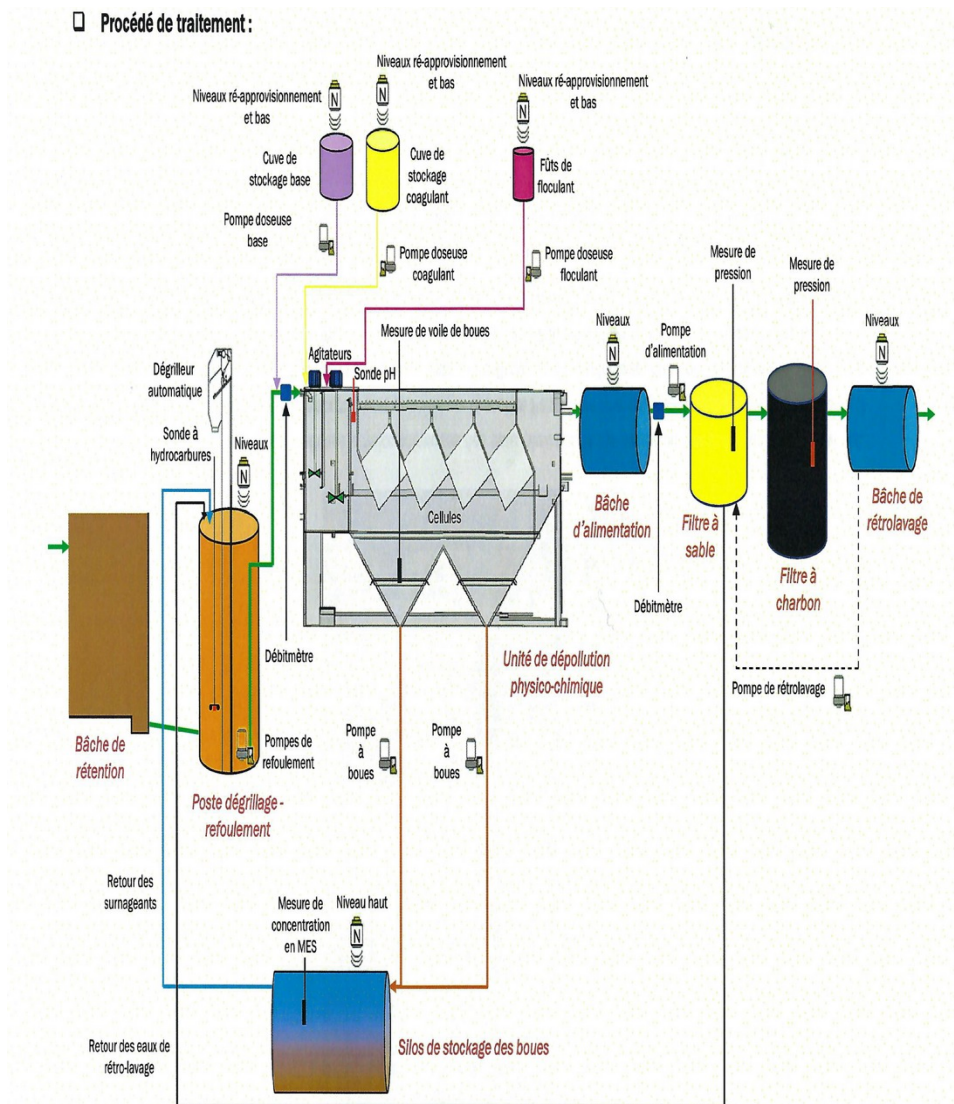 ❑ Procédé de traitement :
Niveaux ré-approvisionnement
et bas
N
Niveaux ré-approvisionnement
et bas
N
Niveaux ré-approvisionnement
et bas
N
Cuve de
stockage base
Cuve de
stockage
coagulant
Fûts de
floculant
Pompe doseuse
base
Pompe doseuse
coagulant
Pompe doseuse
floculant
Mesure de
pression
Mesure de
pression
Dégrilleur
automatique
Agitateurs
Sonde pH
Mesure de voile de boues
Niveaux
N
Pompe
d'alimentation
Niveaux
N
Sonde à
hydrocarbures
Niveaux
N
Cellules
Bâche
d'alimentation
Filtre à
sable
Filtre à
charbon
Bâche de
rétrolavage
Débitmètre
Débitmètre
Unité de dépollution
physico-chimique
Pompe de rétrolavage
Bâche de
rétention
Pompes de
refoulement
Poste dégrillage -
refoulement
Pompe
à
boues
Pompe
à
boues
Retour des
surnageants
Mesure de
concentration
en MES
Niveau haut
N
Silos de stockage des boues
Retour des eaux de
rétro-lavage